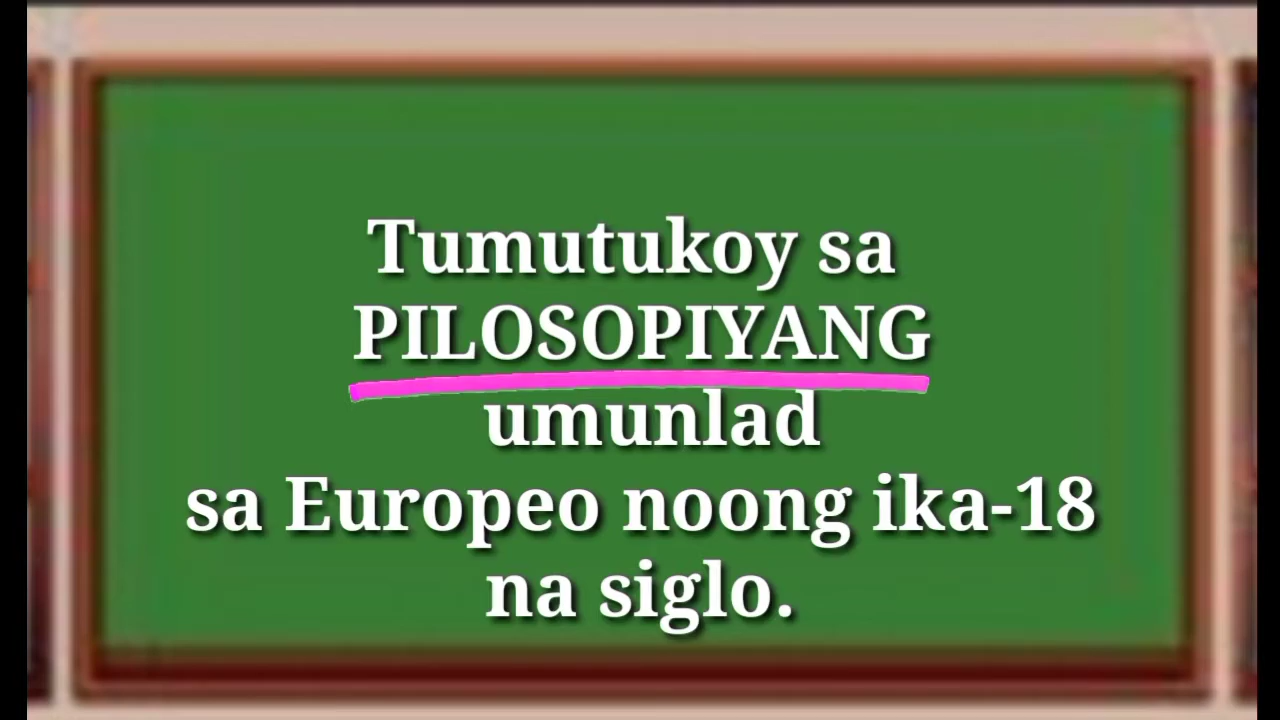 Tumutukoy sa
PILOSOPIYANG
umunlad
sa Europeo noong ika-18
na siglo.